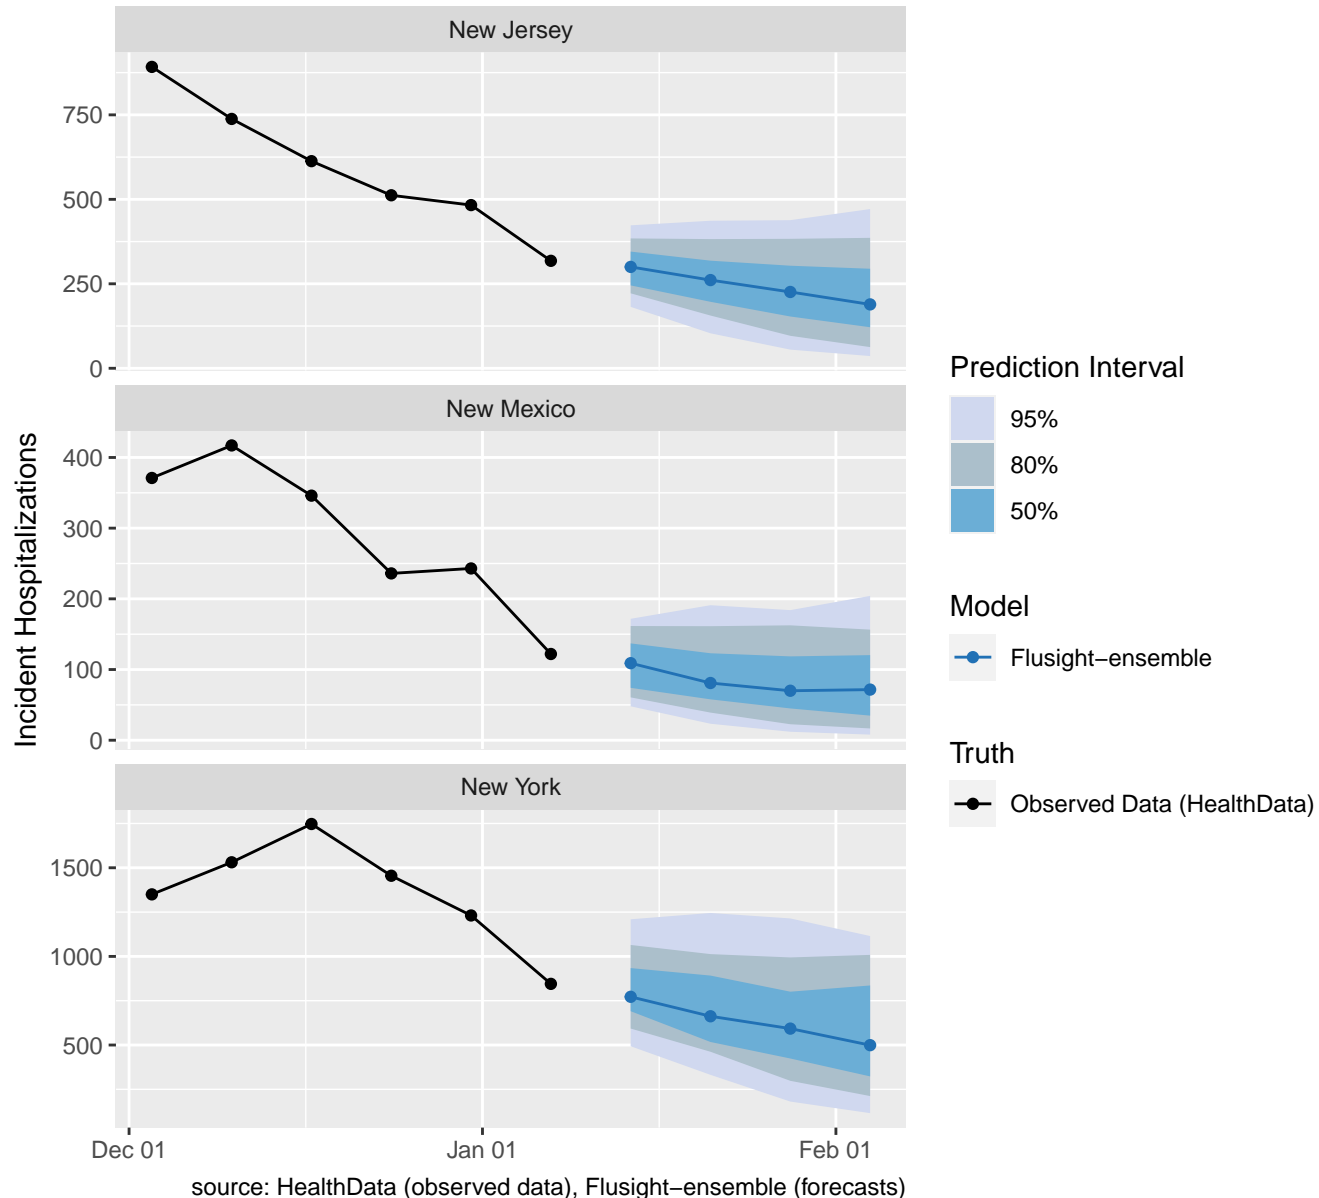 New Jersey
750
500
250
0
New Mexico
400
300
200
100
0
New York
1500
1000
500
Dec 01
Jan 01
Feb 01
Incident Hospitalizations
source: HealthData (observed data), Flusight−ensemble (forecasts)
Prediction Interval
95%
80%
50%
Model
Flusight−ensemble
Truth
Observed Data (HealthData)